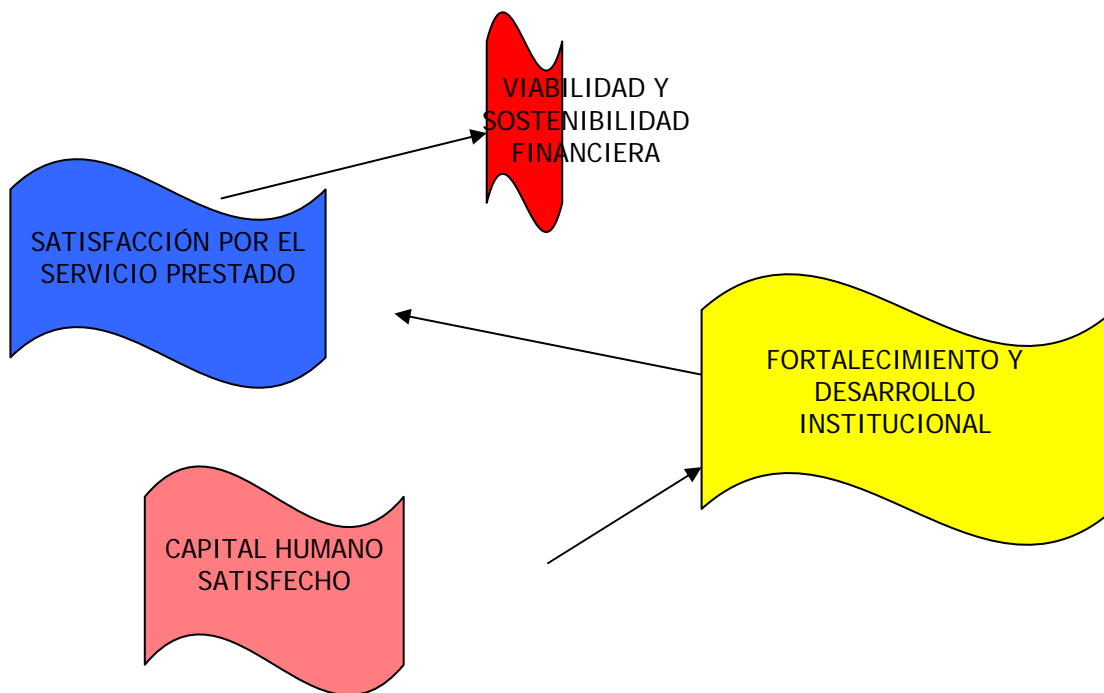 VIABILIDAD Y
SOSTENIBILIDAD
FINANCIERA
SATISFACCIÓN POR EL
SERVICIO PRESTADO
FORTALECIMIENTO Y
DESARROLLO
INSTITUCIONAL
CAPITAL HUMANO
SATISFECHO